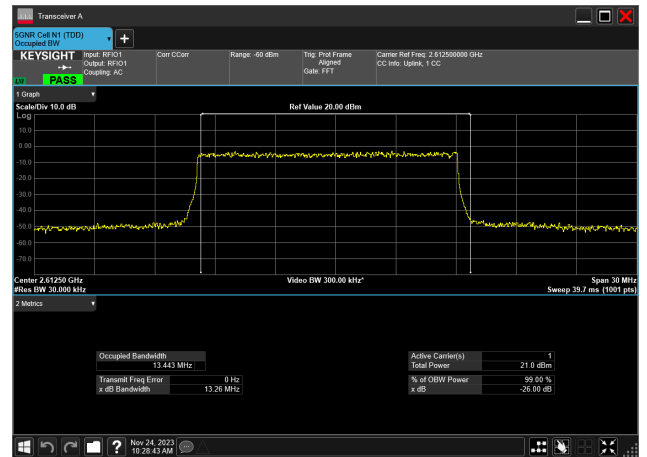 Transceiver A
5GNR Cell N1 (TDD)
Occupied BW
KEYSIGHT
LXI
PASS
Input: RFIO1
Output: RFIO1
Coupling: AC
Corr CCorr
Range: -60 dBm
Trig: Prot Frame
Aligned
Gate: FFT
Carrier Ref Freq: 2.612500000 GHz
CC Info: Uplink, 1 CC
1 Graph
Scale/Div 10.0 dB
Ref Value 20.00 dBm
Log
10.0
0.00
-10.0
-20.0
-30.0
-40.0
-50.0
-60.0
-70.0
Center 2.61250 GHz
Video BW 300.00 kHz*
Span 30 MHz
#Res BW 30.000 kHz
Sweep 39.7 ms (1001 pts)
2 Metrics
Occupied Bandwidth
13.443 MHz
Transmit Freq Error 0 Hz
x dB Bandwidth 13.26 MHz
Active Carrier(s) 1
Total Power 21.0 dBm
% of OBW Power 99.00 %
x dB -26.00 dB
Nov 24, 2023
10:28:43 AM